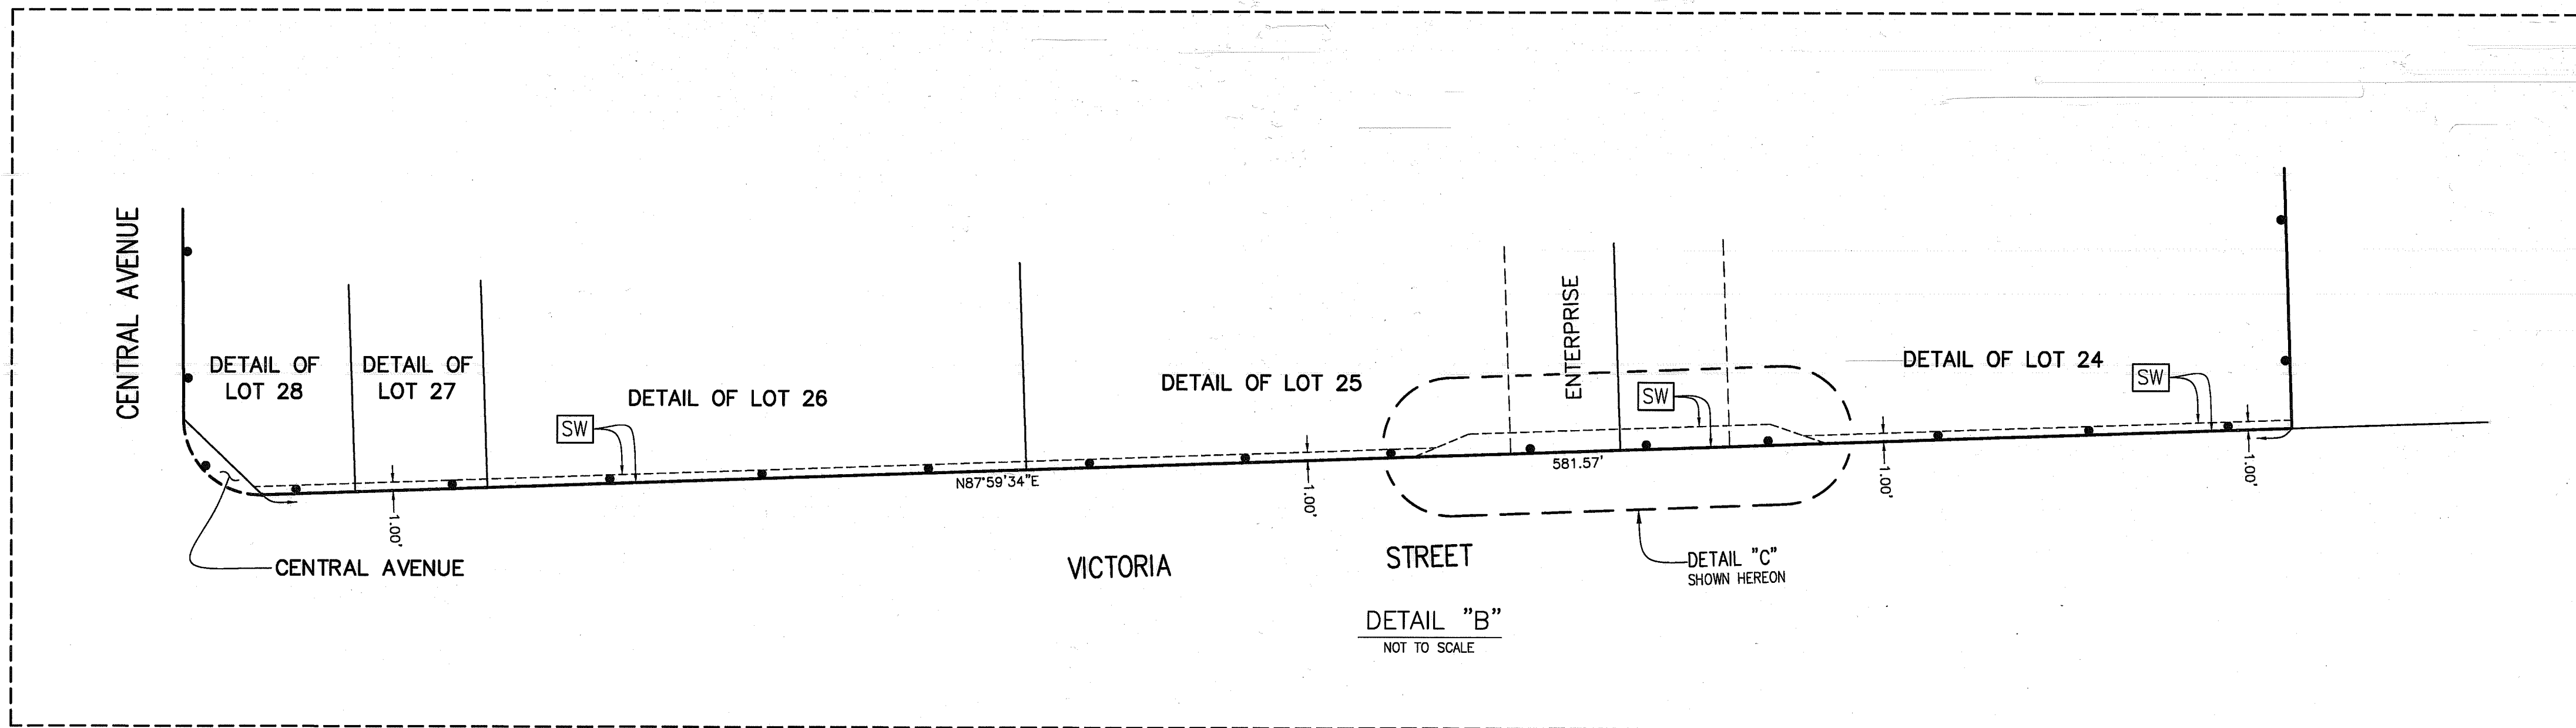 CENTRAL AVENUE
DETAIL OF
LOT 28
DETAIL OF
LOT 27
SW
DETAIL OF LOT 26
DETAIL OF LOT 25
ENTERPRISE
SW
DETAIL OF LOT 24
SW
N87°59'34"E
581.57'
1.00'
1.00'
1.00'
1.00'
CENTRAL AVENUE
VICTORIA STREET
DETAIL "C"
SHOWN HEREON
DETAIL "B"
NOT TO SCALE